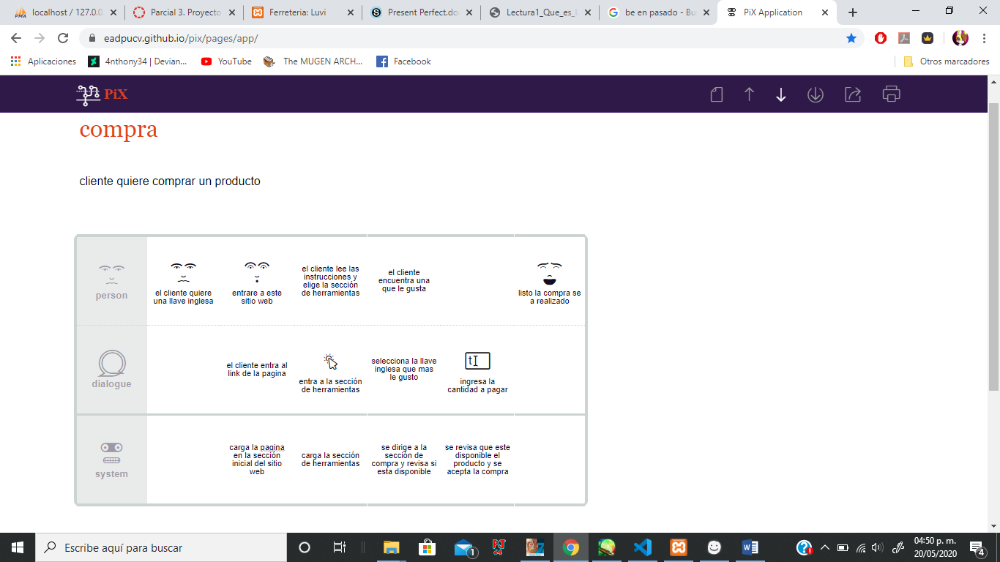 localhost / 127.0.0.
Parcial 3. Proyecto
Ferreteria: Luvi
Present Perfect.do
Lectura1_Que_es_l
be en pasado - Bu
PiX Application
eadpucv.github.io/pix/pages/app/
Aplicaciones
4nthony34 | Devian...
YouTube
The MUGEN ARCH...
Facebook
Otros marcadores
PiX
compra
cliente quiere comprar un producto
person
el cliente quiere
una llave inglesa
entrare a este
sitio web
el cliente lee las
instrucciones y
elige la sección
de herramientas
el cliente
encuentra una
que le gusta
listo la compra se
a realizado
dialogue
el cliente entra al
link de la pagina
entra a la sección
de herramientas
selecciona la llave
inglesa que mas
le gusto
t
ingresa la
cantidad a pagar
system
carga la pagina
en la sección
inicial del sitio
web
carga la sección
de herramientas
se dirige a la
sección de
compra y revisa si
esta disponible
se revisa que este
disponible el
producto y se
acepta la compra
Escribe aquí para buscar
1
04:50 p. m.
20/05/2020
4